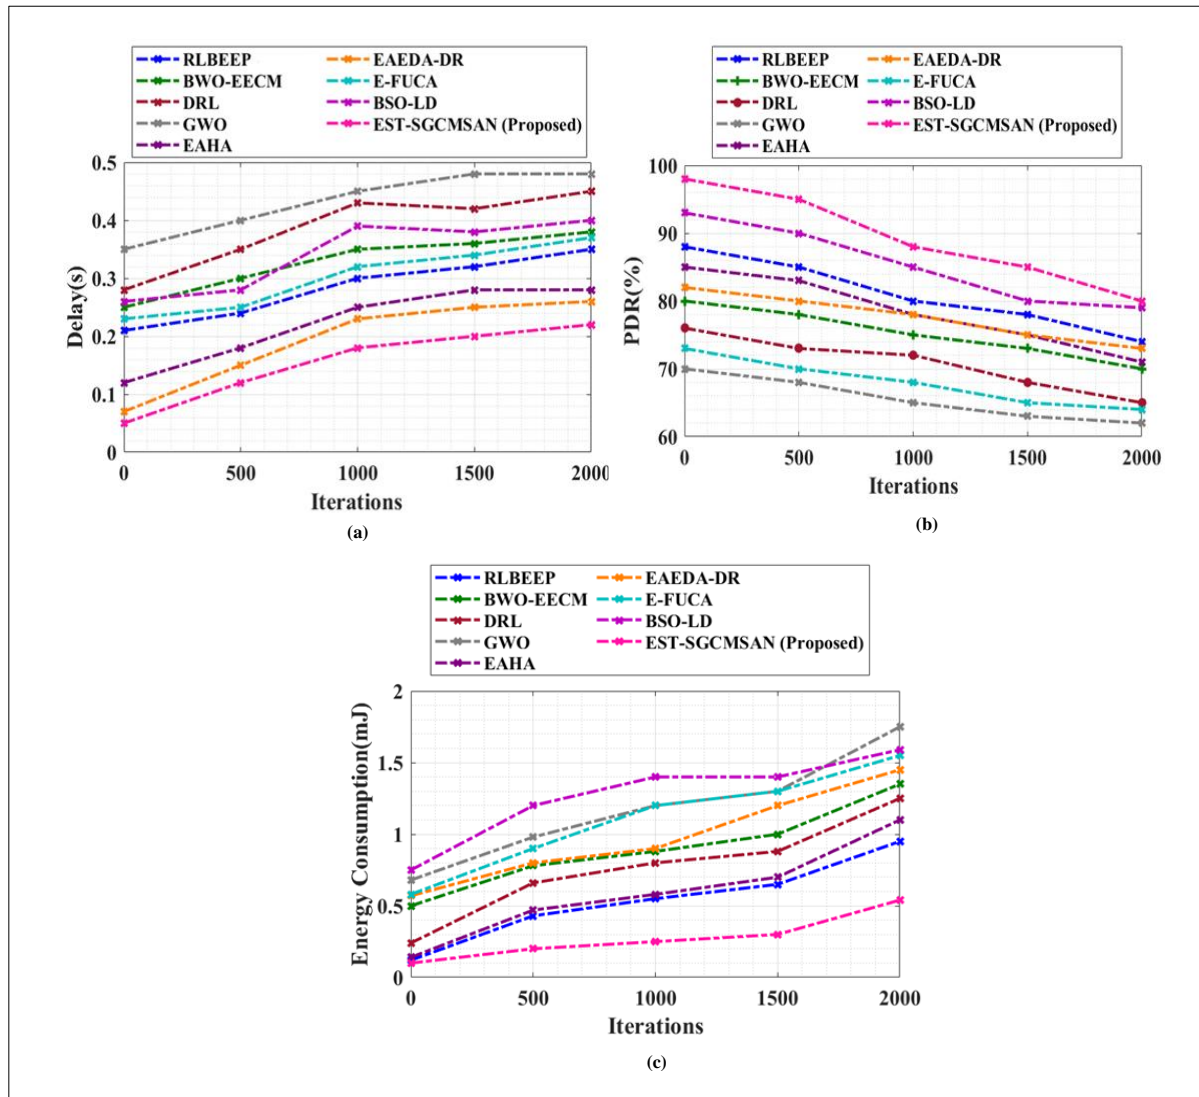 RLBEEP EAEDA-DR
BWO-EECM E-FUCA
DRL BSO-LD
GWO EST-SGCMSAN (Proposed)
EAHA
0.5
0.4
0.3
0.2
0.1
0
Delay(s)
0 500 1000 1500 2000
Iterations
(a)
RLBEEP EAEDA-DR
BWO-EECM E-FUCA
DRL BSO-LD
GWO EST-SGCMSAN (Proposed)
EAHA
100
90
80
70
60
PDR(%)
0 500 1000 1500 2000
Iterations
(b)
RLBEEP EAEDA-DR
BWO-EECM E-FUCA
DRL BSO-LD
GWO EST-SGCMSAN (Proposed)
EAHA
2
1.5
1
0.5
0
Energy Consumption(mJ)
0 500 1000 1500 2000
Iterations
(c)